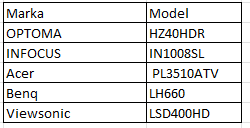 Marka Model
OPTOMA HZ40HDR
INFOCUS IN1008SL
Acer PL3510ATV
Benq LH660
Viewsonic LSD400HD